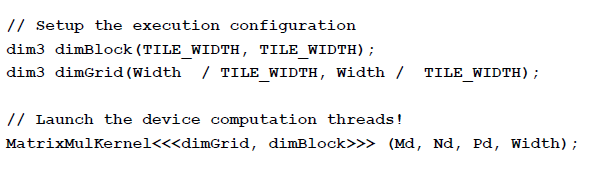 // Setup the execution configuration
dim3 dimBlock(TILE_WIDTH, TILE_WIDTH);
dim3 dimGrid(Width  / TILE_WIDTH, Width /  TILE_WIDTH);

// Launch the device computation threads!
MatrixMulKernel<<<dimGrid, dimBlock>>> (Md, Nd, Pd, Width);